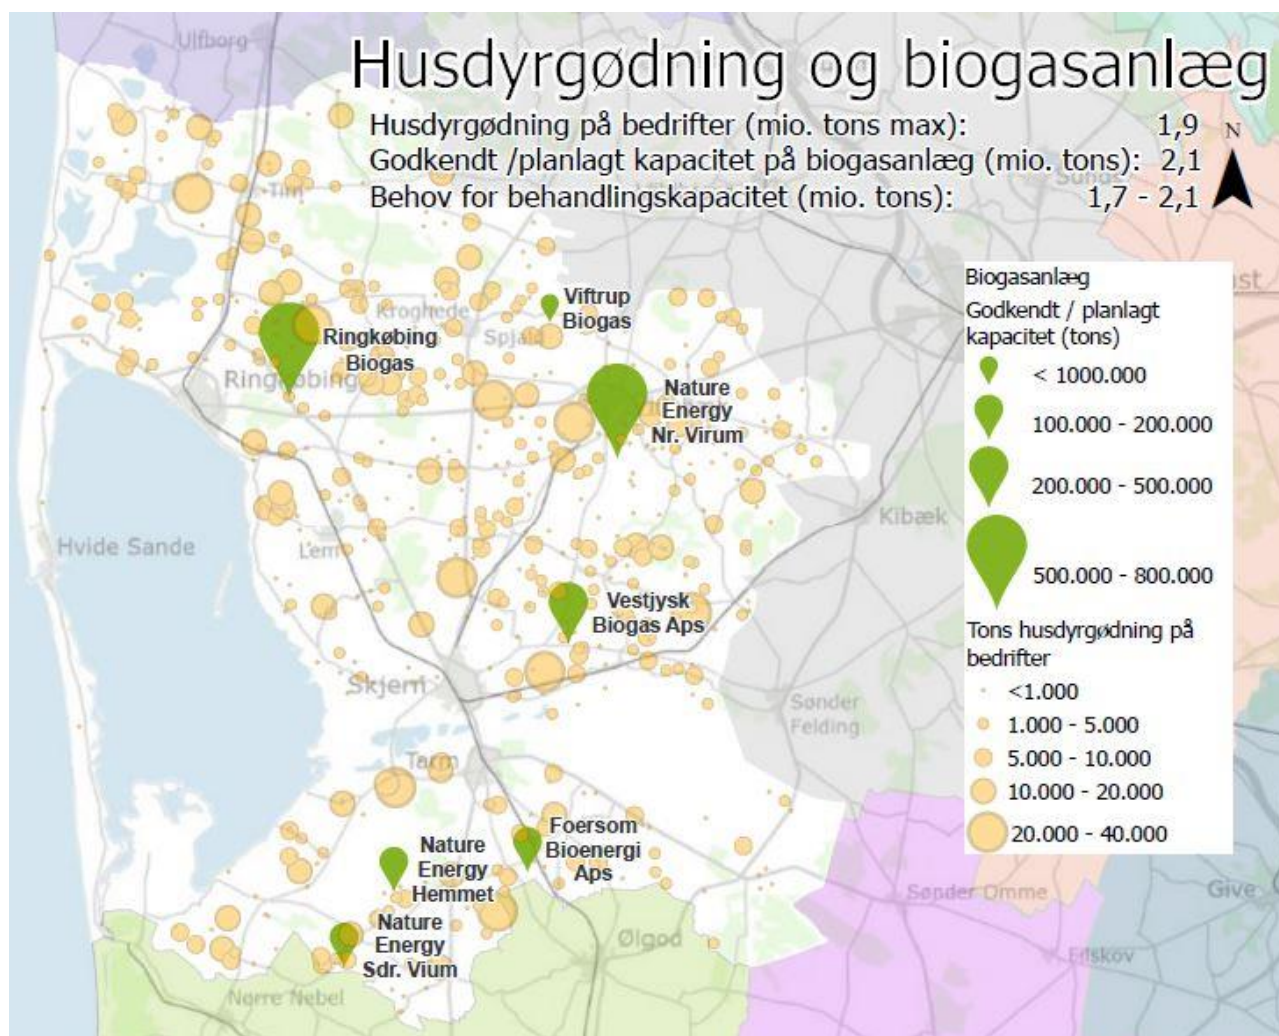 Ulfborg
Husdyrgødning og biogasanlæg
Husdyrgødning på bedrifter (mio. tons max): 1,9
Godkendt /planlagt kapacitet på biogasanlæg (mio. tons): 2,1
Behov for behandlingskapacitet (mio. tons): 1,7 - 2,1
N
Sunds
Tim
Biogasanlæg
Godkendt / planlagt
kapacitet (tons)
< 1000.000
100.000 - 200.000
200.000 - 500.000
500.000 - 800.000
Tons husdyrgødning på
bedrifter
<1.000
1.000 - 5.000
5.000 - 10.000
10.000 - 20.000
20.000 - 40.000
Viftrup
Biogas
Kroghede
Spjald
Ringkøbing
Biogas
Ringkøbing
Nature
Energy
Nr. Virum
Kibæk
Hvide Sande
Lem
Vestjysk
Biogas Aps
Skjern
Sønder
Felding
Tarm
Foersom
Bioenergi
Aps
Nature
Energy
Hemmet
Nature
Energy
Sdr. Vium
Sønder Omme
Give
Ølgod
Filskov
Nørre Nebel